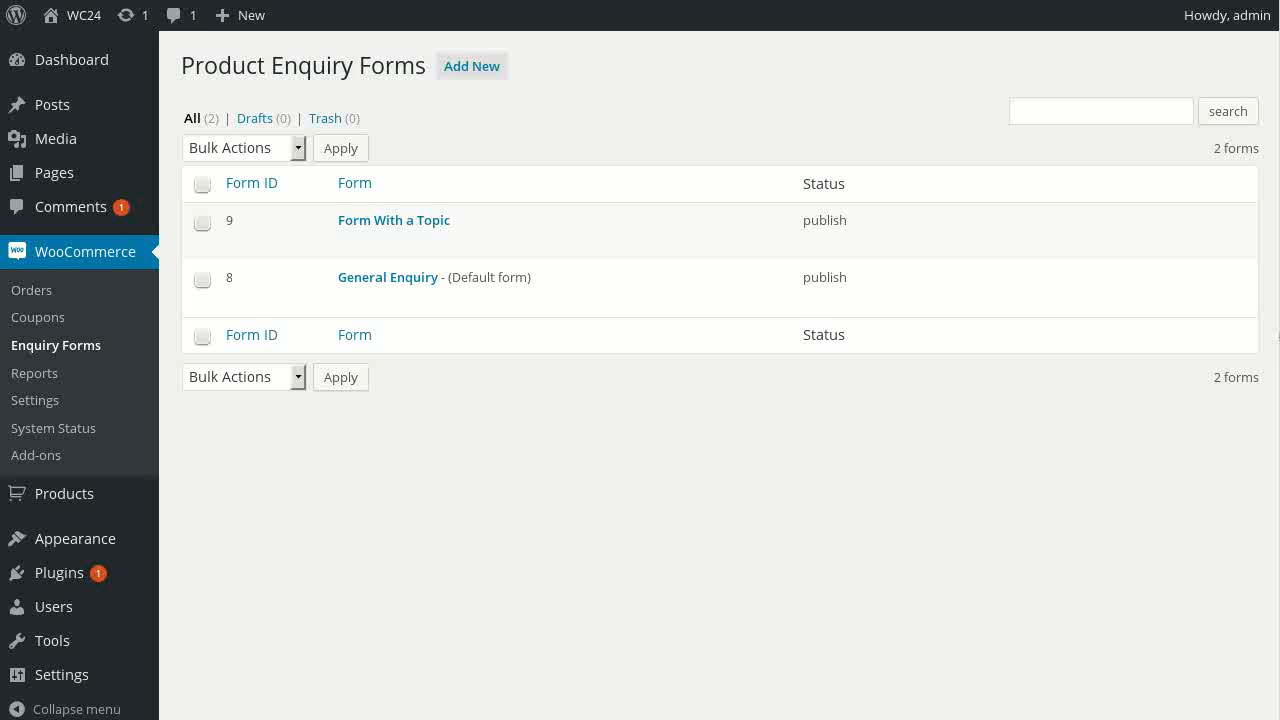 WC24 1 1 New Howdy, admin
Dashboard
Posts
Media
Pages
Comments 1
WooCommerce
Orders
Coupons
Enquiry Forms
Reports
Settings
System Status
Add-ons
Products
Appearance
Plugins 1
Users
Tools
Settings
Collapse menu
Product Enquiry Forms Add New
All (2) | Drafts (0) | Trash (0)
search
Bulk Actions Apply 2 forms
Form ID Form Status
9 Form With a Topic publish
8 General Enquiry - (Default form) publish
Form ID Form Status
Bulk Actions Apply 2 forms